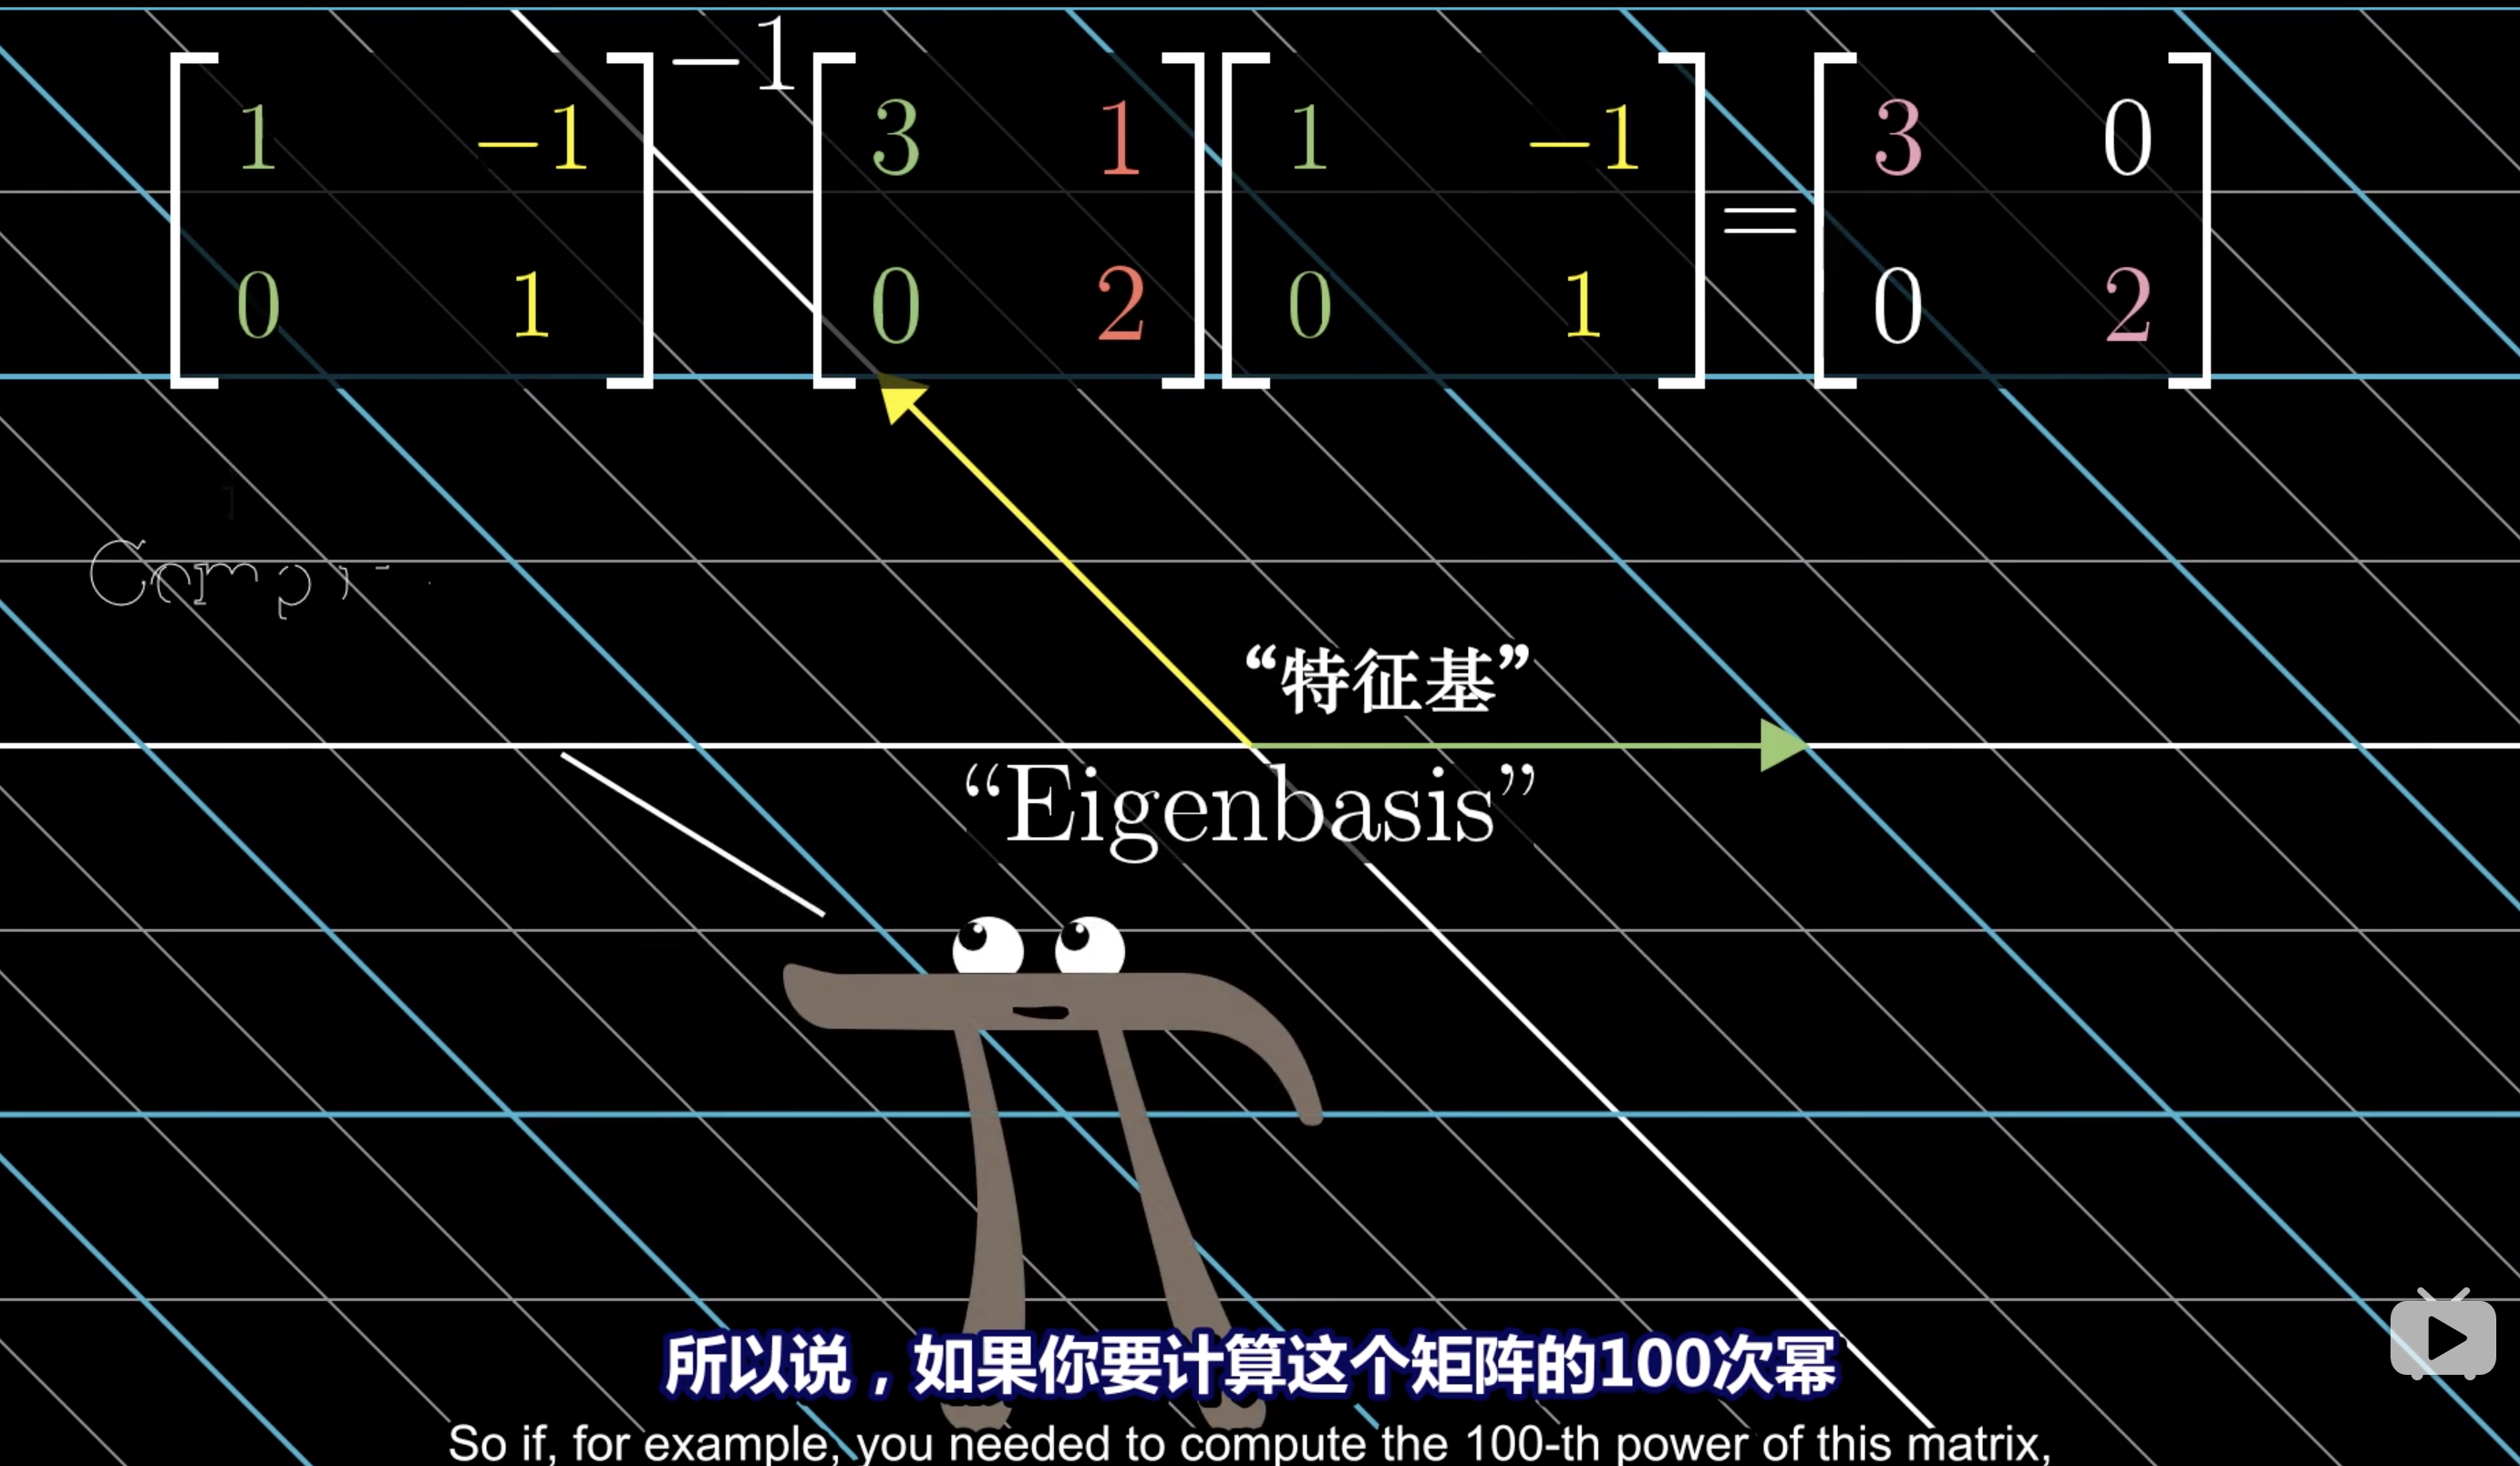 [1 -1; 0 1]^-1 [3 1; 0 2] [1 -1; 0 1] = [3 0; 0 2]
“特征基”
“Eigenbasis”
所以说，如果你要计算这个矩阵的100次幂
So if, for example, you needed to compute the 100-th power of this matrix,